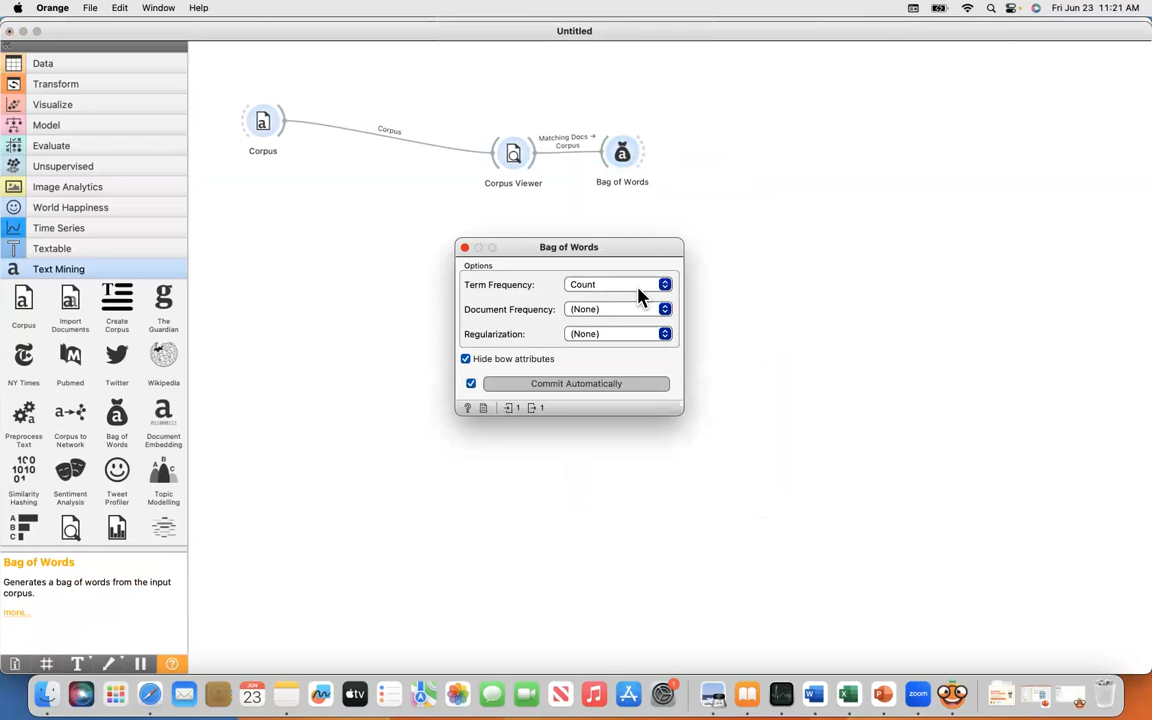 Orange File Edit Window Help
Fri Jun 23 11:21 AM
Untitled
Data
Transform
Visualize
Model
Evaluate
Unsupervised
Image Analytics
World Happiness
Time Series
Textable
Text Mining
Corpus
Import Documents
Create Corpus
The Guardian
NY Times
Pubmed
Twitter
Wikipedia
Preprocess Text
Corpus to Network
Bag of Words
Document Embedding
Similarity Hashing
Sentiment Analysis
Tweet Profiler
Topic Modelling
Bag of Words
Generates a bag of words from the input
corpus.
more...
Corpus
Corpus
Corpus Viewer
Matching Docs →
Corpus
Bag of Words
Bag of Words
Options
Term Frequency: Count
Document Frequency: (None)
Regularization: (None)
Hide bow attributes
Commit Automatically
1 1
23
tv
zoom
1